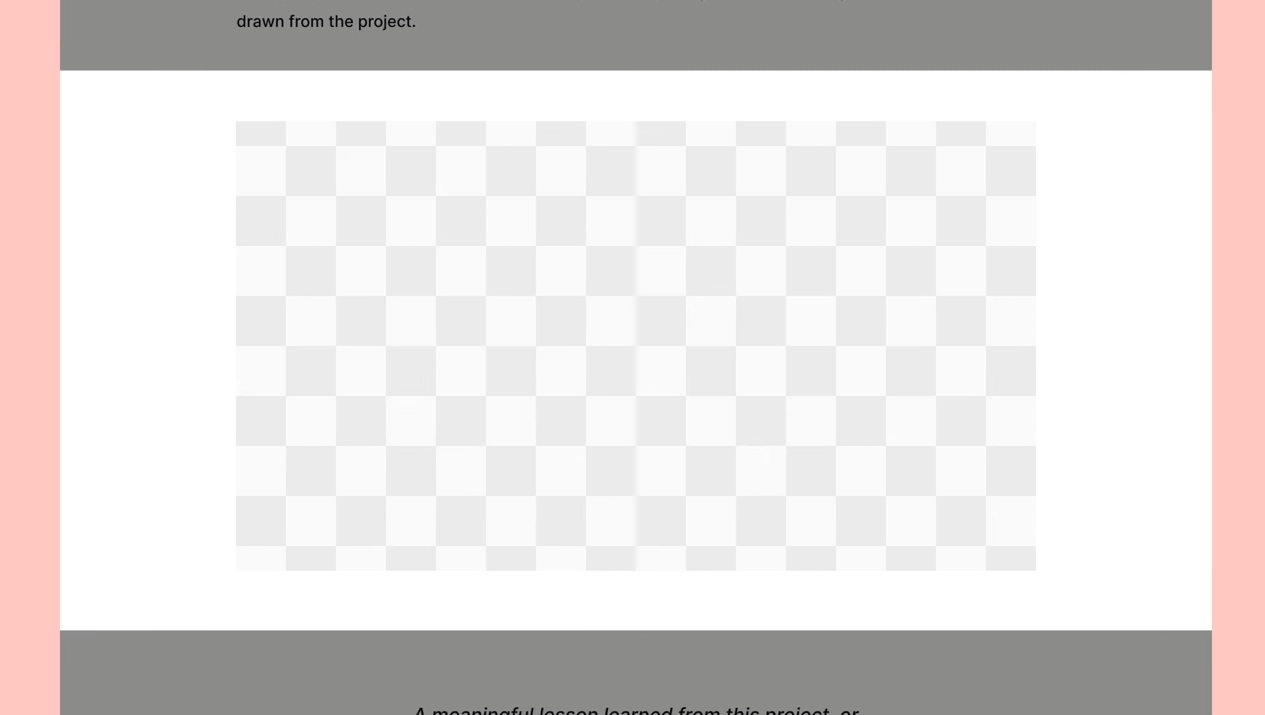 drawn from the project.
A meaningful lesson learned from this project, or